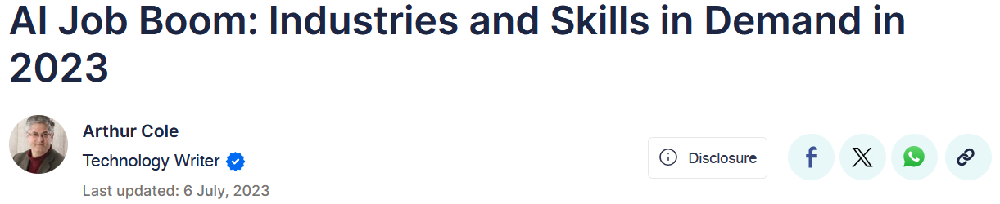 AI Job Boom: Industries and Skills in Demand in
2023
Arthur Cole
Technology Writer
Last updated: 6 July, 2023
Disclosure